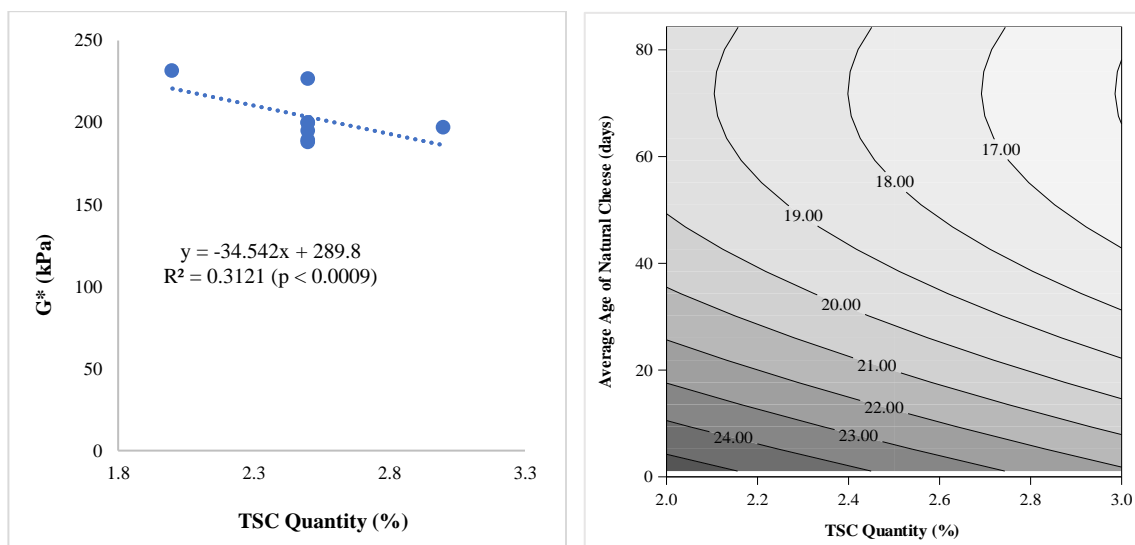 G* (kPa)
250
200
150
100
50
0
y = -34.542x + 289.8
R² = 0.3121 (p < 0.0009)
1.8 2.3 2.8 3.3
TSC Quantity (%)
Average Age of Natural Cheese (days)
80
60
40
20
0
17.00
18.00
19.00
20.00
21.00
22.00
23.00
24.00
2.0 2.2 2.4 2.6 2.8 3.0
TSC Quantity (%)